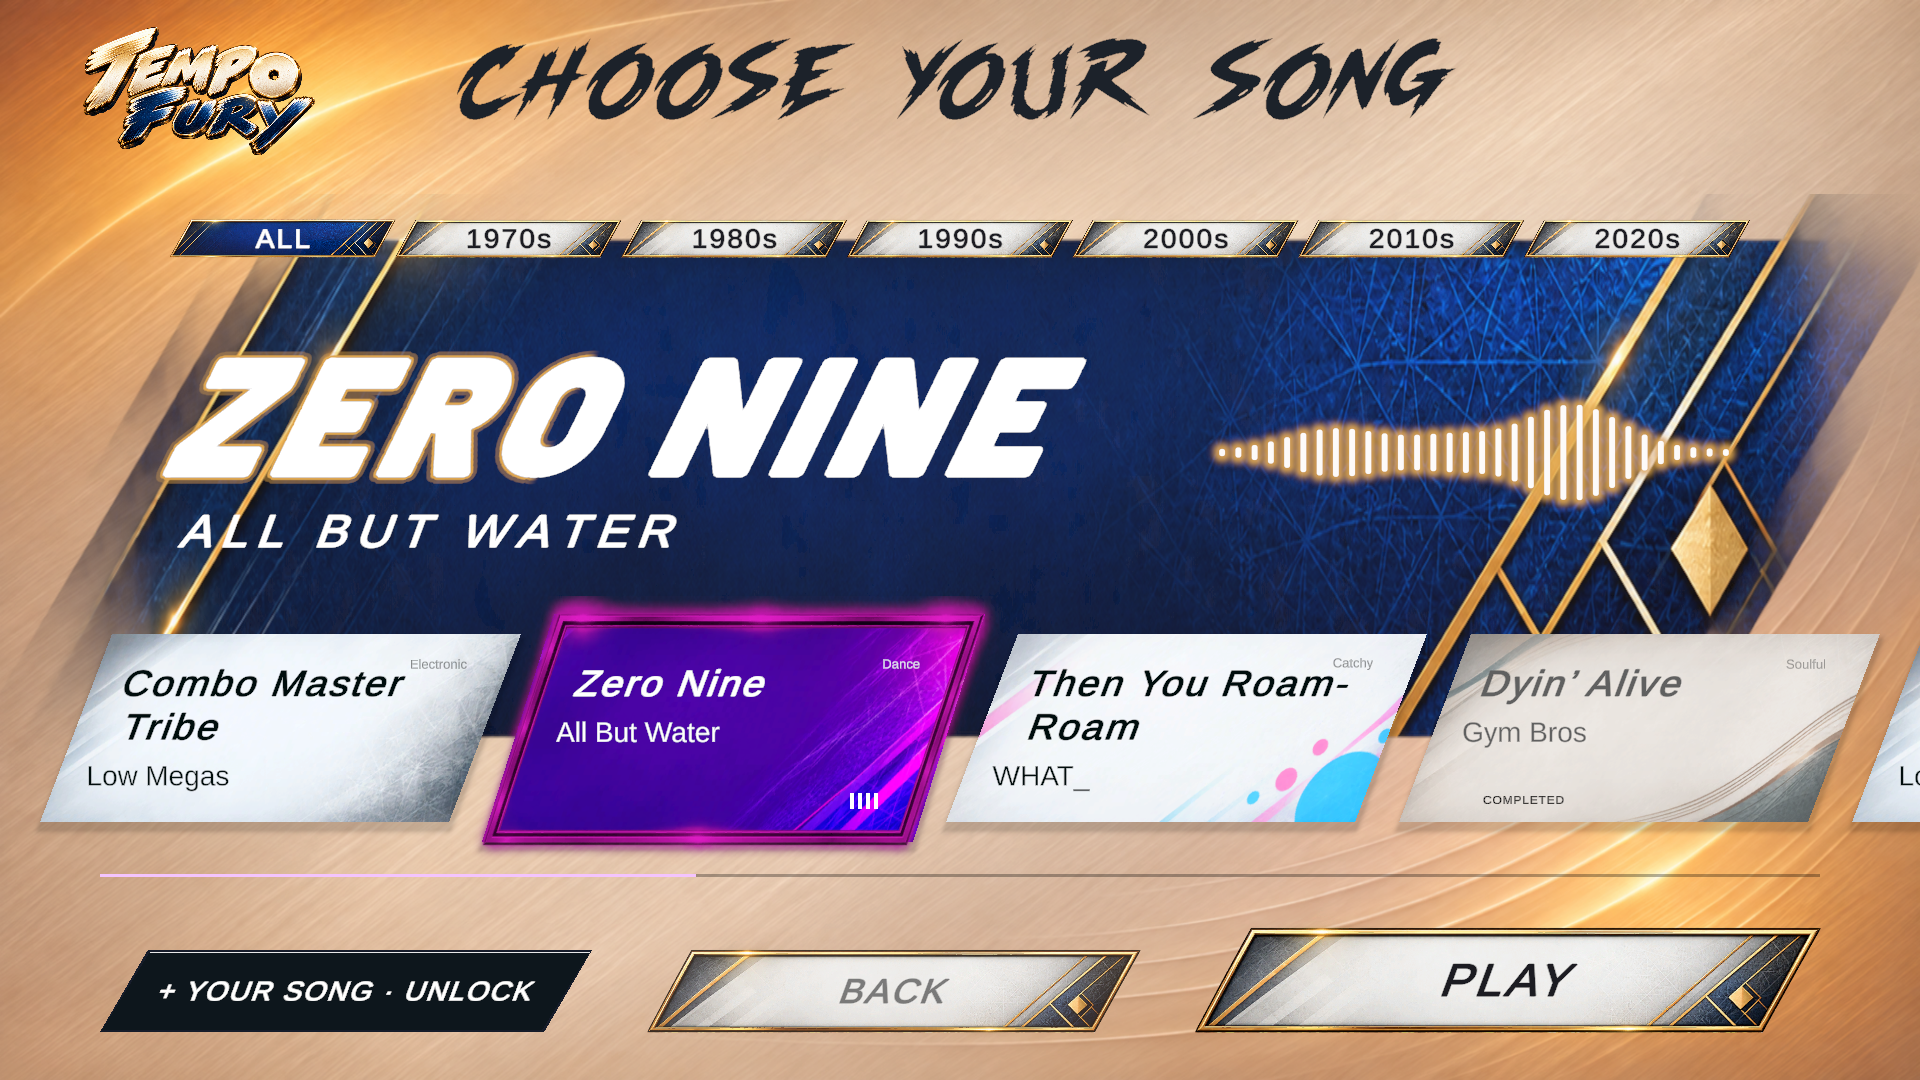 TEMPO
FURY
CHOOSE YOUR SONG
ALL
1970s
1980s
1990s
2000s
2010s
2020s
ZERO NINE
ALL BUT WATER
Electronic
Combo Master
Tribe
Low Megas
Dance
Zero Nine
All But Water
Catchy
Then You Roam-
Roam
WHAT_
Soulful
Dyin’ Alive
Gym Bros
COMPLETED
+ YOUR SONG · UNLOCK
BACK
PLAY